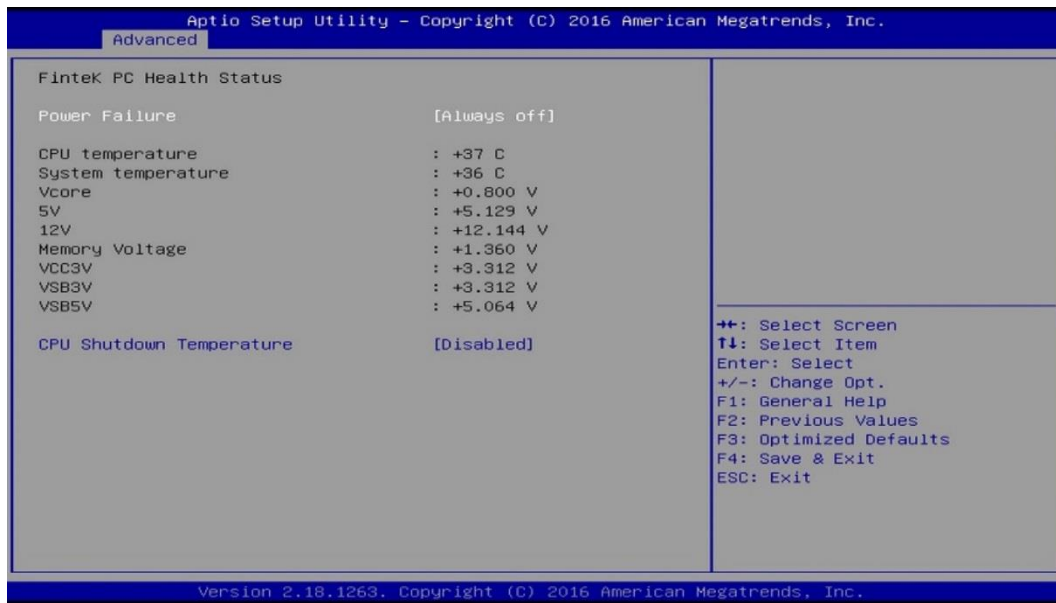 Aptio Setup Utility – Copyright (C) 2016 American Megatrends, Inc.
Advanced
FinteK PC Health Status
Power Failure [Always off]
CPU temperature : +37 C
System temperature : +36 C
Vcore : +0.800 V
5V : +5.129 V
12V : +12.144 V
Memory Voltage : +1.360 V
VCC3V : +3.312 V
VSB3V : +3.312 V
VSB5V : +5.064 V
CPU Shutdown Temperature [Disabled]
→←: Select Screen
↑↓: Select Item
Enter: Select
+/-: Change Opt.
F1: General Help
F2: Previous Values
F3: Optimized Defaults
F4: Save & Exit
ESC: Exit
Version 2.18.1263. Copyright (C) 2016 American Megatrends, Inc.